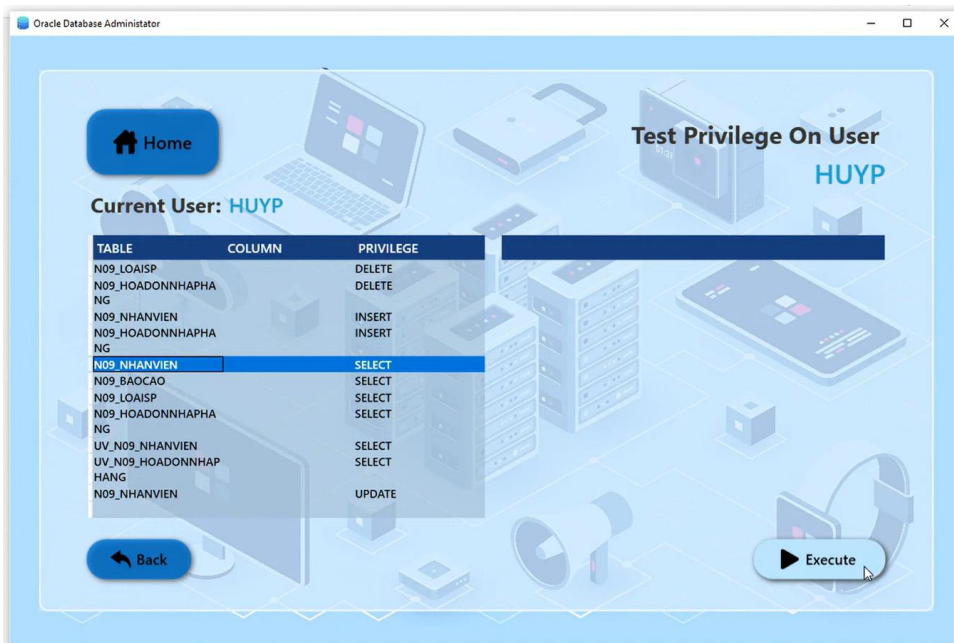 Oracle Database Administator
Home
Test Privilege On User
HUYP
Current User: HUYP
TABLE COLUMN PRIVILEGE
N09_LOAISP DELETE
N09_HOADONNHAPHA DELETE
NG
N09_NHANVIEN INSERT
N09_HOADONNHAPHA INSERT
NG
N09_NHANVIEN SELECT
N09_BAOCAO SELECT
N09_LOAISP SELECT
N09_HOADONNHAPHA SELECT
NG
UV_N09_NHANVIEN SELECT
UV_N09_HOADONNHAP SELECT
HANG
N09_NHANVIEN UPDATE
Back
Execute